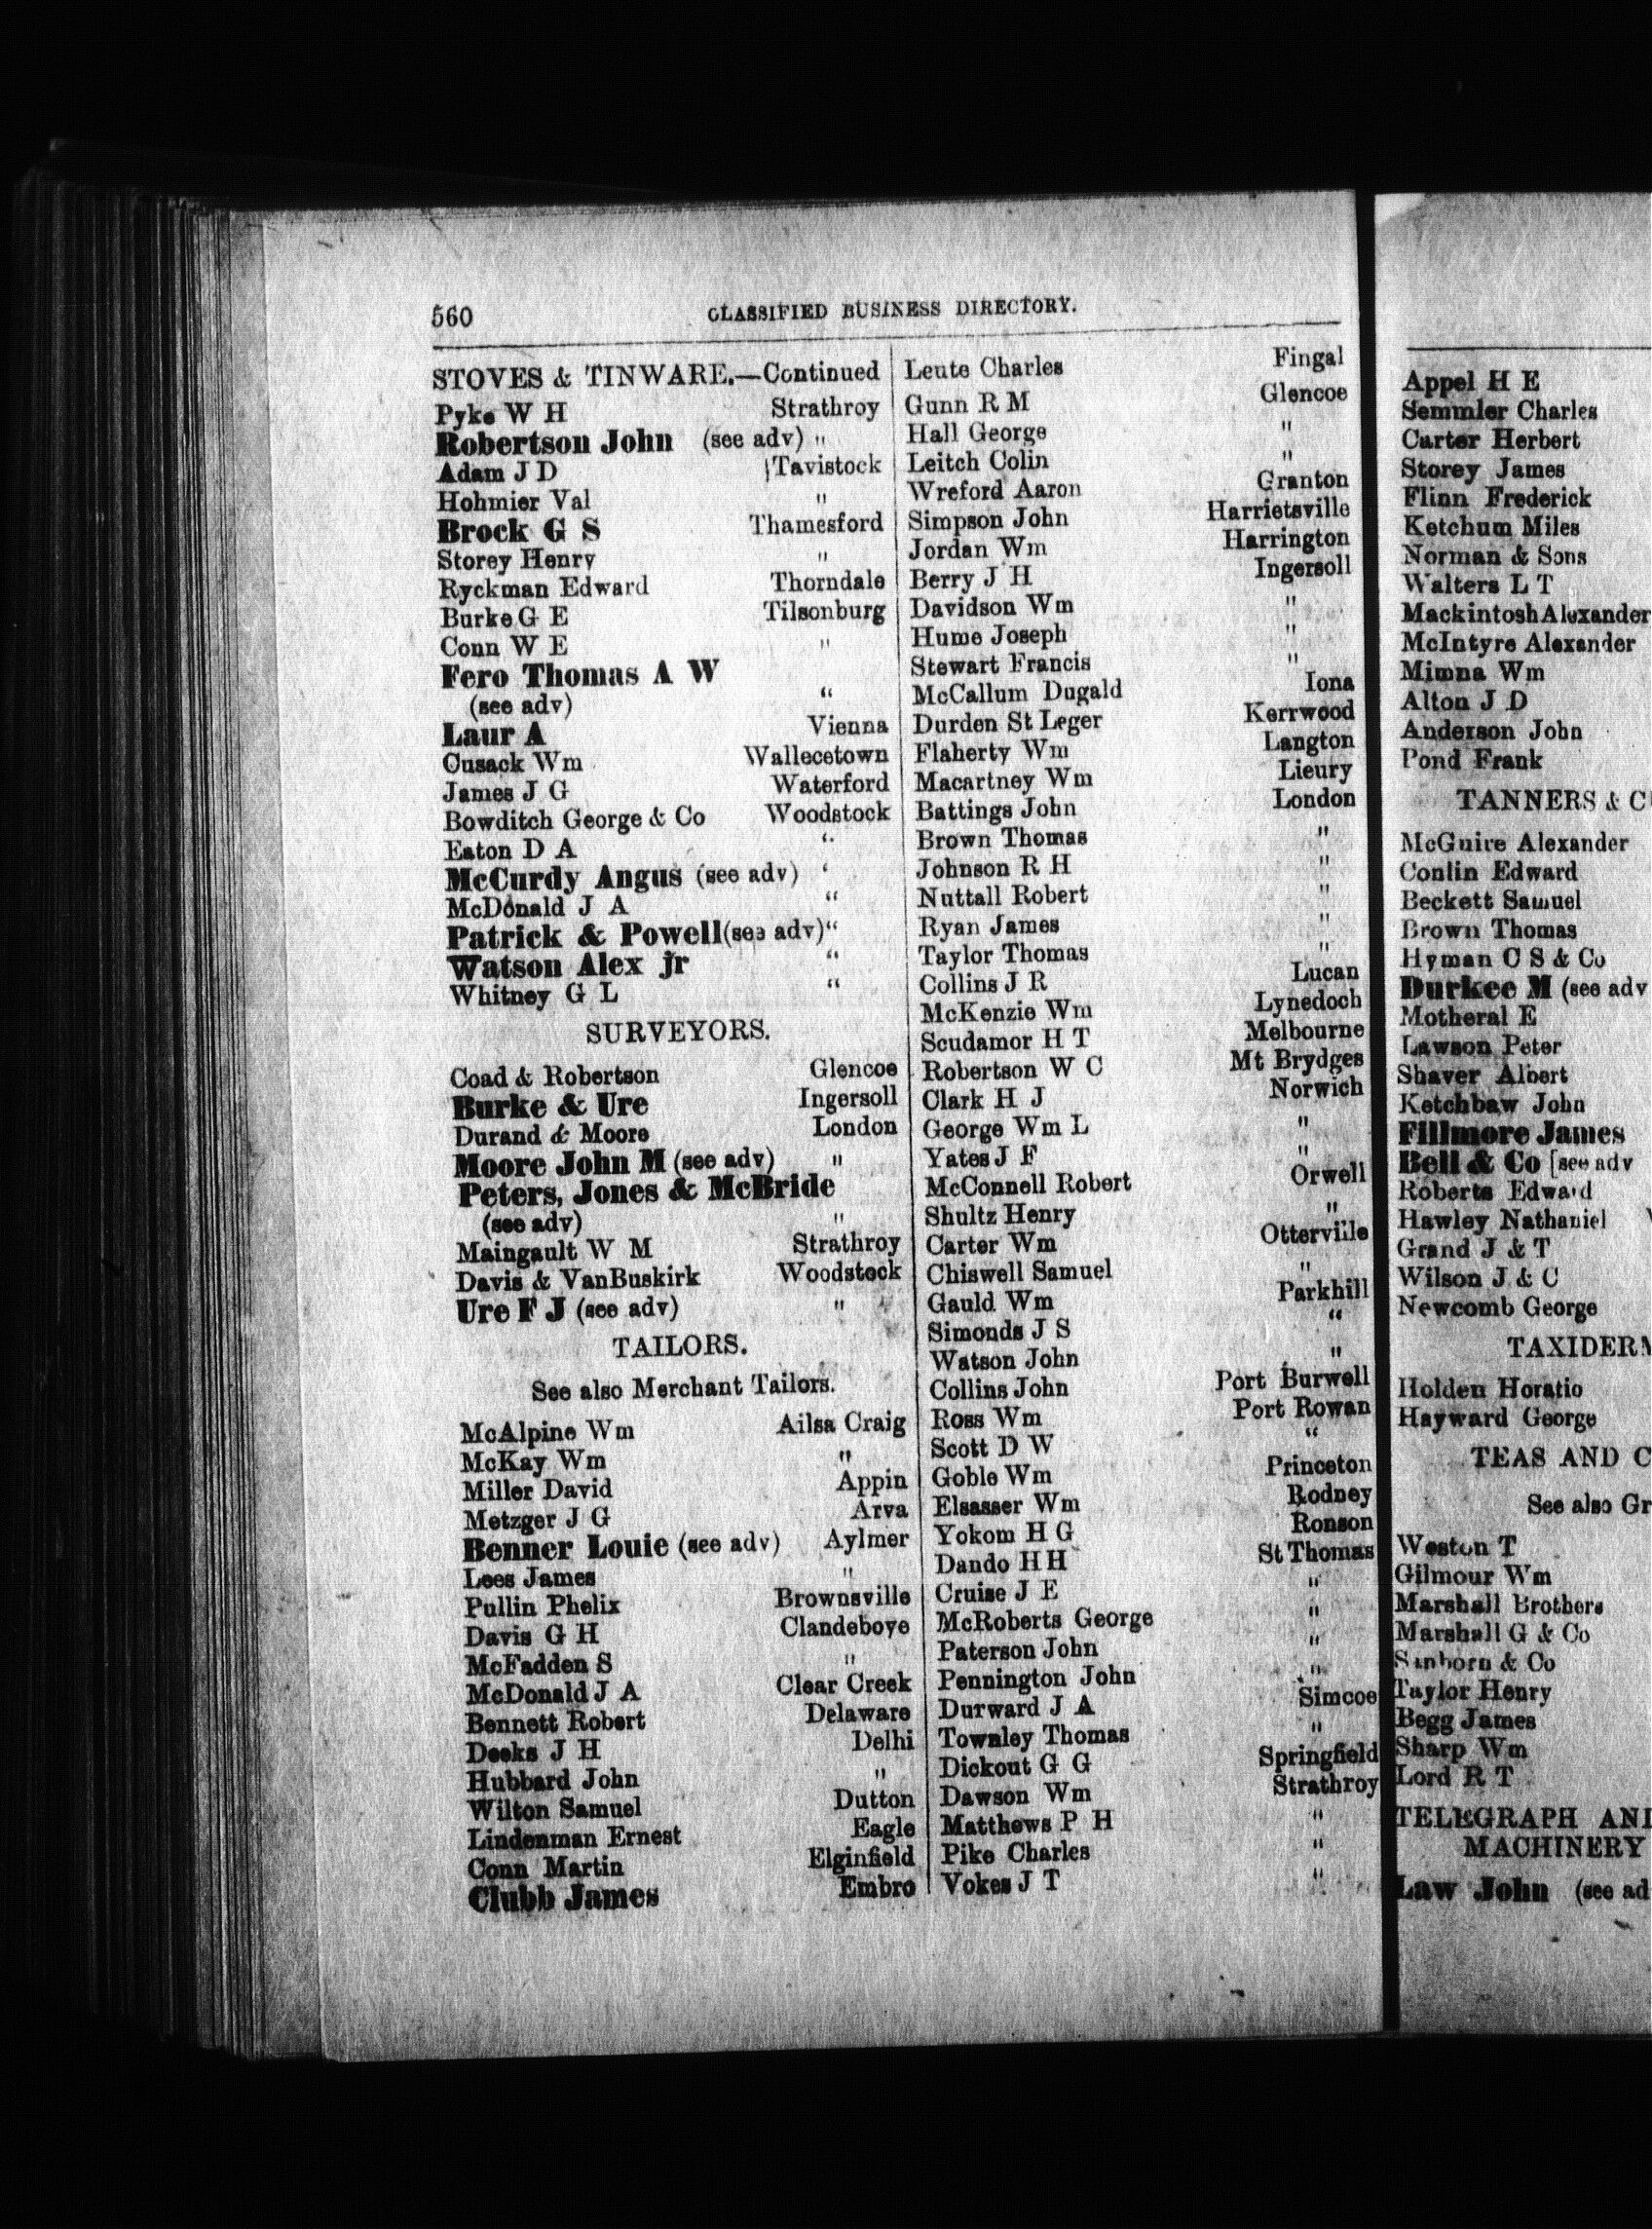 560 CLASSIFIED BUSINESS DIRECTORY.
STOVES & TINWARE.—Continued
Pyke W H Strathroy
Robertson John (see adv) "
Adam J D Tavistock
Hohmier Val "
Brock G S Thamesford
Storey Henry "
Ryckman Edward Thorndale
Burke G E Tilsonburg
Conn W E "
Fero Thomas A W
(see adv) "
Laur A Vienna
Cusack Wm Wallecetown
James J G Waterford
Bowditch George & Co Woodstock
Eaton D A "
McCurdy Angus (see adv) "
McDonald J A "
Patrick & Powell (see adv) "
Watson Alex jr "
Whitney G L "
SURVEYORS.
Coad & Robertson Glencoe
Burke & Ure Ingersoll
Durand & Moore London
Moore John M (see adv) "
Peters, Jones & McBride
(see adv) "
Maingault W M Strathroy
Davis & VanBuskirk Woodstock
Ure F J (see adv) "
TAILORS.
See also Merchant Tailors.
McAlpine Wm Ailsa Craig
McKay Wm "
Miller David Appin
Metzger J G Arva
Benner Louie (see adv) Aylmer
Lees James "
Pullin Phelix Brownsville
Davis G H Clandeboye
McFadden S "
McDonald J A Clear Creek
Bennett Robert Delaware
Deeks J H Delhi
Hubbard John "
Wilton Samuel Dutton
Lindenman Ernest Eagle
Conn Martin Elginfield
Clubb James Embro
Leute Charles Fingal
Gunn R M Glencoe
Hall George "
Leitch Colin "
Wreford Aaron Granton
Simpson John Harrietsville
Jordan Wm Harrington
Berry J H Ingersoll
Davidson Wm "
Hume Joseph "
Stewart Francis "
McCallum Dugald Iona
Durden St Leger Kerrwood
Flaherty Wm Langton
Macartney Wm Lieury
Battings John London
Brown Thomas "
Johnson R H "
Nuttall Robert "
Ryan James "
Taylor Thomas "
Collins J R Lucan
McKenzie Wm Lynedoch
Scudamor H T Melbourne
Robertson W C Mt Brydges
Clark H J Norwich
George Wm L "
Yates J F "
McConnell Robert Orwell
Shultz Henry "
Carter Wm Otterville
Chiswell Samuel "
Gauld Wm Parkhill
Simonds J S "
Watson John "
Collins John Port Burwell
Ross Wm Port Rowan
Scott D W "
Goble Wm Princeton
Elsasser Wm Rodney
Yokom H G Ronson
Dando H H St Thomas
Cruise J E "
McRoberts George "
Paterson John "
Pennington John "
Durward J A Simcoe
Townley Thomas "
Dickout G G Springfield
Dawson Wm Strathroy
Matthews P H "
Pike Charles "
Vokes J T "
Appel H E
Semmler Charles
Carter Herbert
Storey James
Flinn Frederick
Ketchum Miles
Norman & Sons
Walters L T
Mackintosh Alexander
McIntyre Alexander
Mimna Wm
Alton J D
Anderson John
Pond Frank
TANNERS & C
McGuire Alexander
Conlin Edward
Beckett Samuel
Brown Thomas
Hyman C S & Co
Durkee M (see adv
Motheral E
Lawson Peter
Shaver Albert
Ketchbaw John
Fillmore James
Bell & Co [see adv
Roberts Edward
Hawley Nathaniel
Grand J & T
Wilson J & C
Newcomb George
TAXIDERM
Holden Horatio
Hayward George
TEAS AND C
See also Gr
Weston T
Gilmour Wm
Marshall Brothers
Marshall G & Co
Sanborn & Co
Taylor Henry
Begg James
Sharp Wm
Lord R T
TELEGRAPH AND
MACHINERY
Law John (see ad